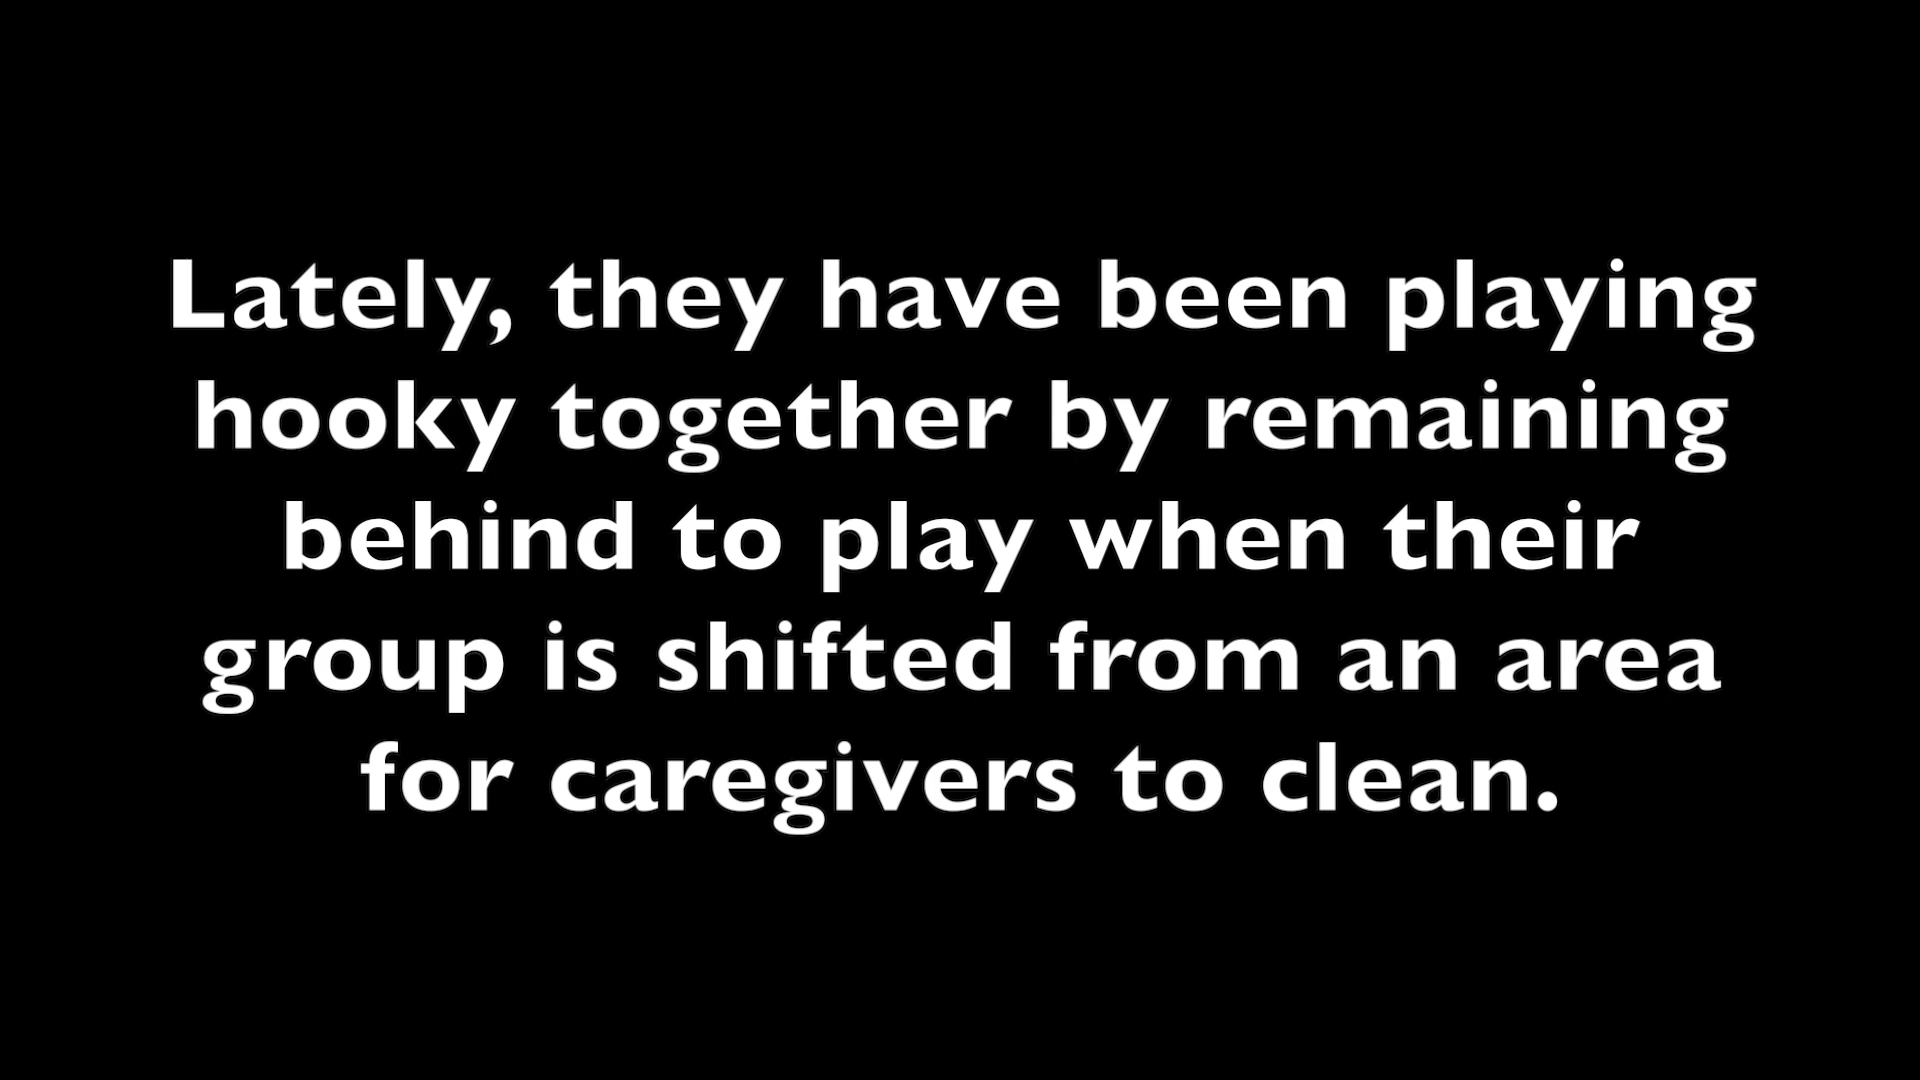 Lately, they have been playing
hooky together by remaining
behind to play when their
group is shifted from an area
for caregivers to clean.